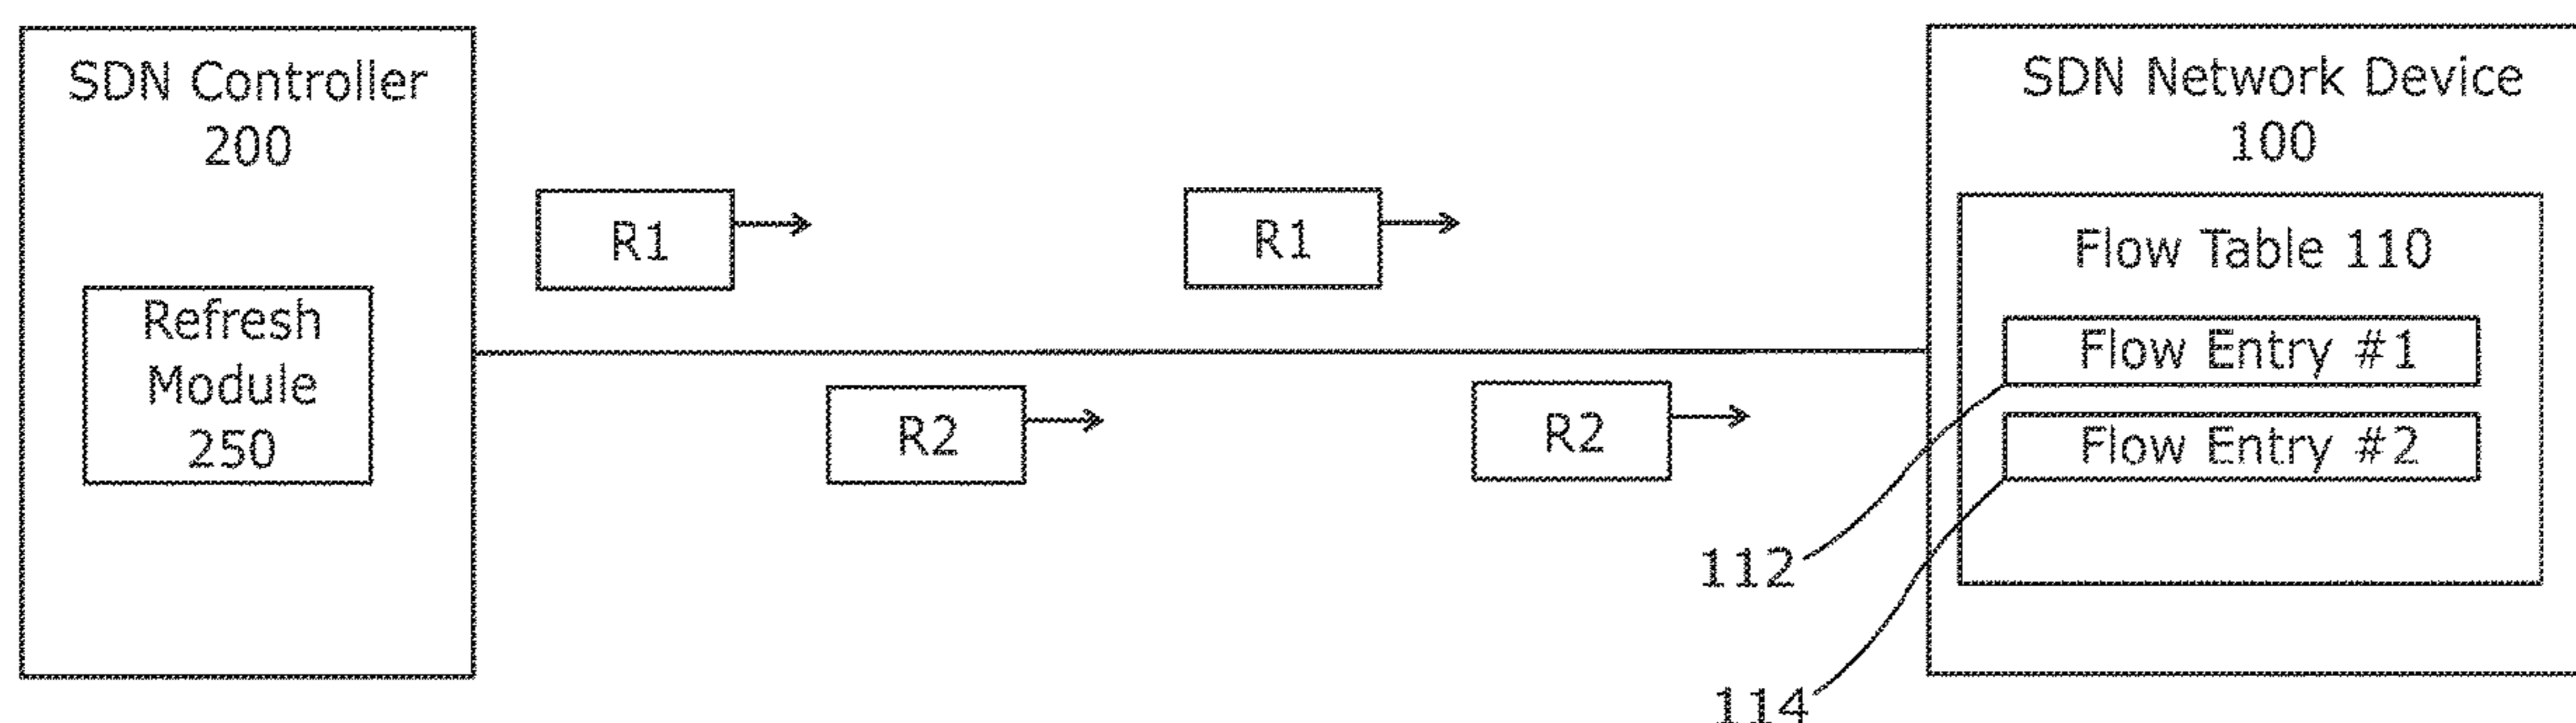 SDN Controller
200
Refresh
Module
250
R1
R1
R2
R2
SDN Network Device
100
Flow Table 110
Flow Entry #1
Flow Entry #2
112
114